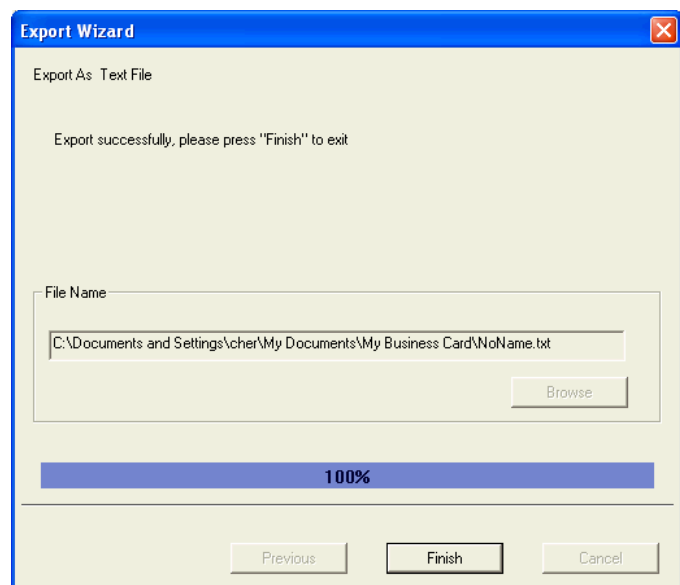 Export Wizard
Export As Text File
Export successfully, please press "Finish" to exit
File Name
C:\Documents and Settings\cher\My Documents\My Business Card\NoName.txt
Browse
100%
Previous
Finish
Cancel